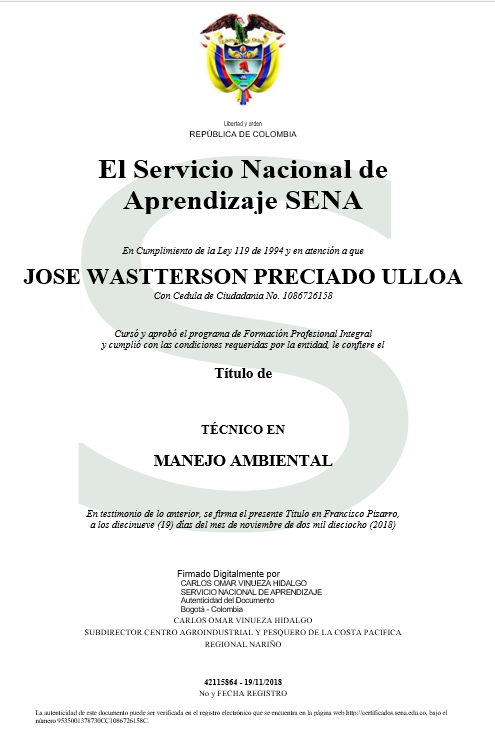 Libertad y orden
REPÚBLICA DE COLOMBIA
El Servicio Nacional de
Aprendizaje SENA
En Cumplimiento de la Ley 119 de 1994 y en atención a que
JOSE WASTTERSON PRECIADO ULLOA
Con Cedula de Ciudadania No. 1086726158
Cursó y aprobó el programa de Formación Profesional Integral
y cumplió con las condiciones requeridas por la entidad, le confiere el
Título de
TÉCNICO EN
MANEJO AMBIENTAL
En testimonio de lo anterior, se firma el presente Título en Francisco Pizarro,
a los diecinueve (19) días del mes de noviembre de dos mil dieciocho (2018)
Firmado Digitalmente por
CARLOS OMAR VINUEZA HIDALGO
SERVICIO NACIONAL DE APRENDIZAJE
Autenticidad del Documento
Bogotá - Colombia
CARLOS OMAR VINUEZA HIDALGO
SUBDIRECTOR CENTRO AGROINDUSTRIAL Y PESQUERO DE LA COSTA PACIFICA
REGIONAL NARIÑO
42115864 - 19/11/2018
No y FECHA REGISTRO
La autenticidad de este documento puede ser verificada en el registro electrónico que se encuentra en la página web http://certificados.sena.edu.co, bajo el
número 9535001378730CC1086726158C.